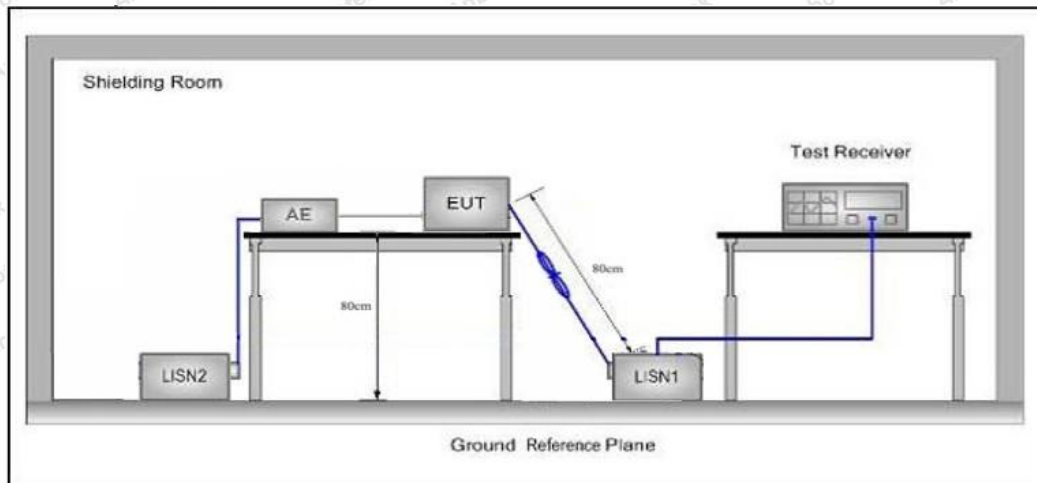 Shielding Room
Test Receiver
AE
EUT
80cm
80cm
LISN2
LISN1
Ground Reference Plane